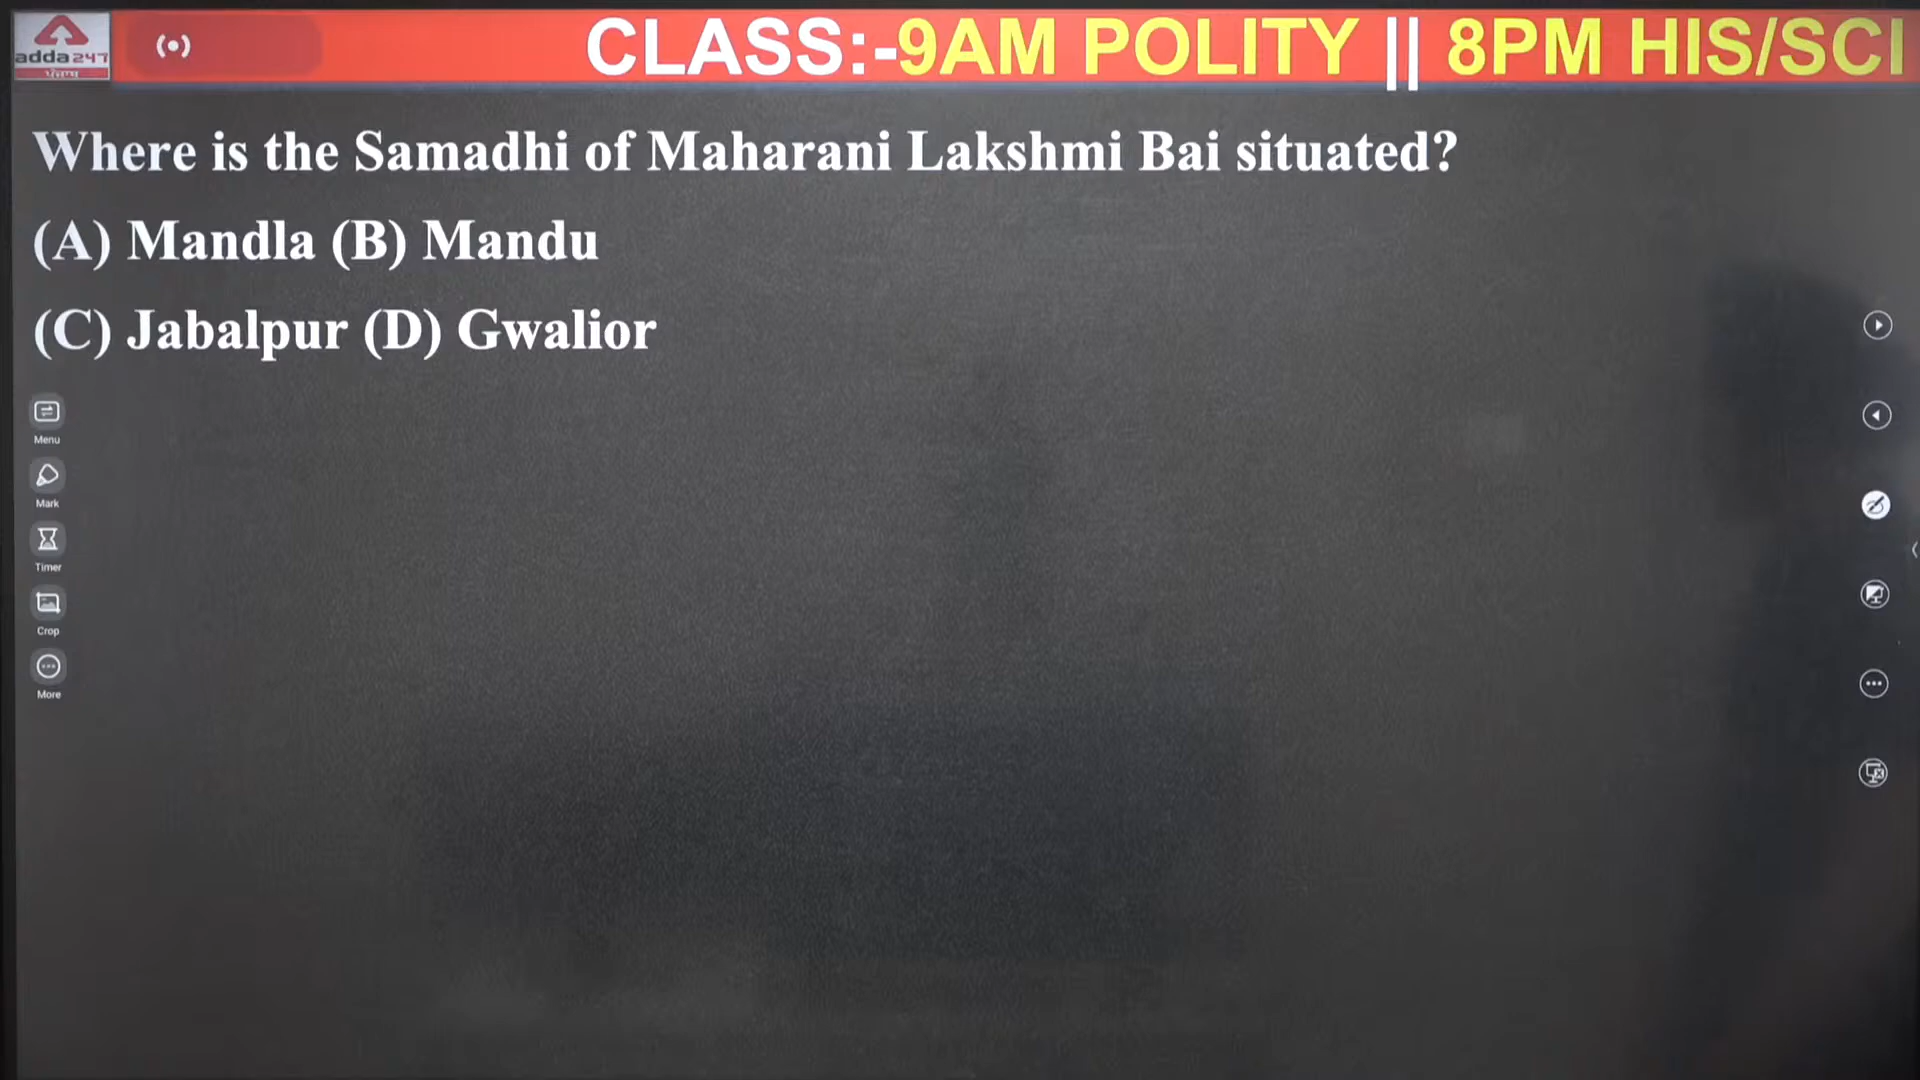 adda247
ਪੰਜਾਬ
CLASS:-9AM POLITY || 8PM HIS/SCI
Where is the Samadhi of Maharani Lakshmi Bai situated?
(A) Mandla (B) Mandu
(C) Jabalpur (D) Gwalior
Menu
Mark
Timer
Crop
More